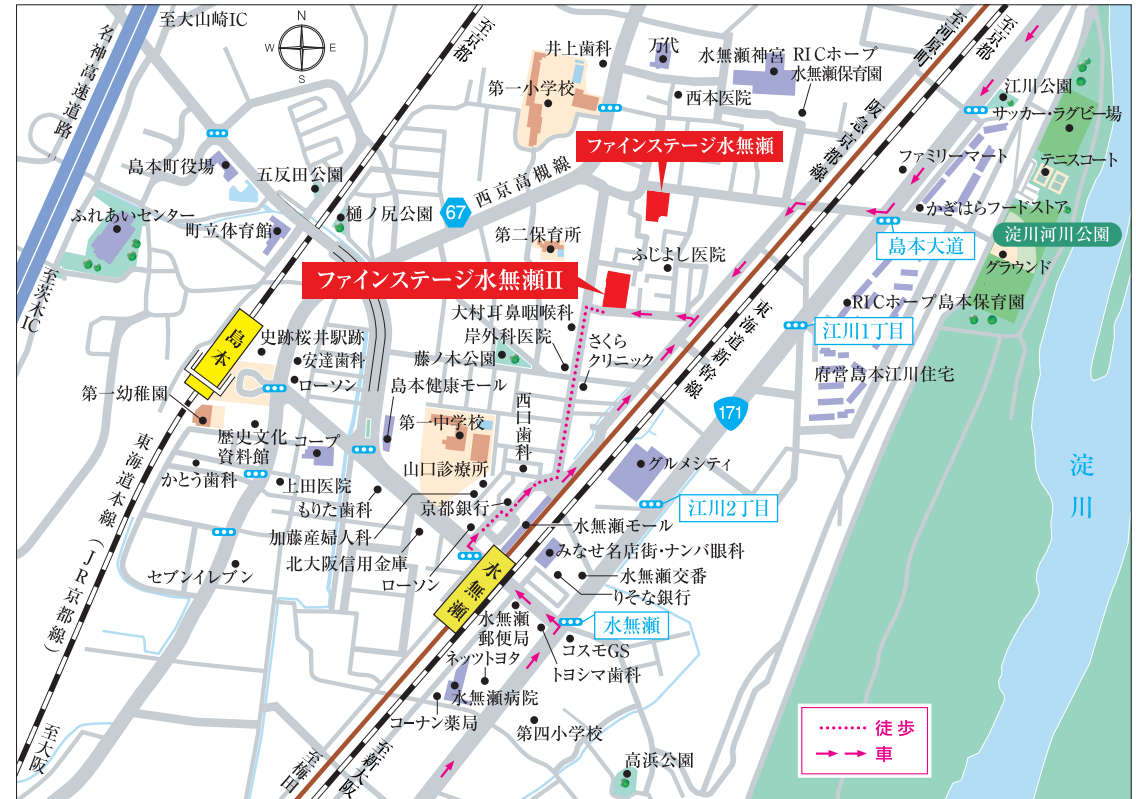 至大山崎IC
名神高速道路
N
W
E
S
至京都
井上歯科
万代
水無瀬神宮
RICホープ
水無瀬保育園
至河原町
至京都
第一小学校
西本医院
阪急京都線
江川公園
サッカー・ラグビー場
島本町役場
五反田公園
西京高槻線
ファインステージ水無瀬
ファミリーマート
テニスコート
ふれあいセンター
町立体育館
樋ノ尻公園
67
第二保育所
ふじよし医院
かぎはらフードストア
島本大道
淀川河川公園
グラウンド
至茨木IC
ファインステージ水無瀬II
東海道新幹線
RICホープ島本保育園
大村耳鼻咽喉科
岸外科医院
さくら
クリニック
江川1丁目
島本
史跡桜井駅跡
安達歯科
ローソン
藤ノ木公園
島本健康モール
府営島本江川住宅
第一幼稚園
171
歴史文化
資料館
コープ
第一中学校
西口歯科
グルメシティ
淀川
かとう歯科
上田医院
もりた歯科
山口診療所
京都銀行
江川2丁目
東海道本線(JR京都線)
加藤産婦人科
北大阪信用金庫
ローソン
水無瀬モール
みなせ名店街・ナンバ眼科
セブンイレブン
水無瀬
水無瀬交番
りそな銀行
水無瀬
郵便局
水無瀬
コスモGS
トヨシマ歯科
ネッツトヨタ
水無瀬病院
コーナン薬局
第四小学校
至大阪
至梅田
至新大阪
高浜公園
徒歩
車